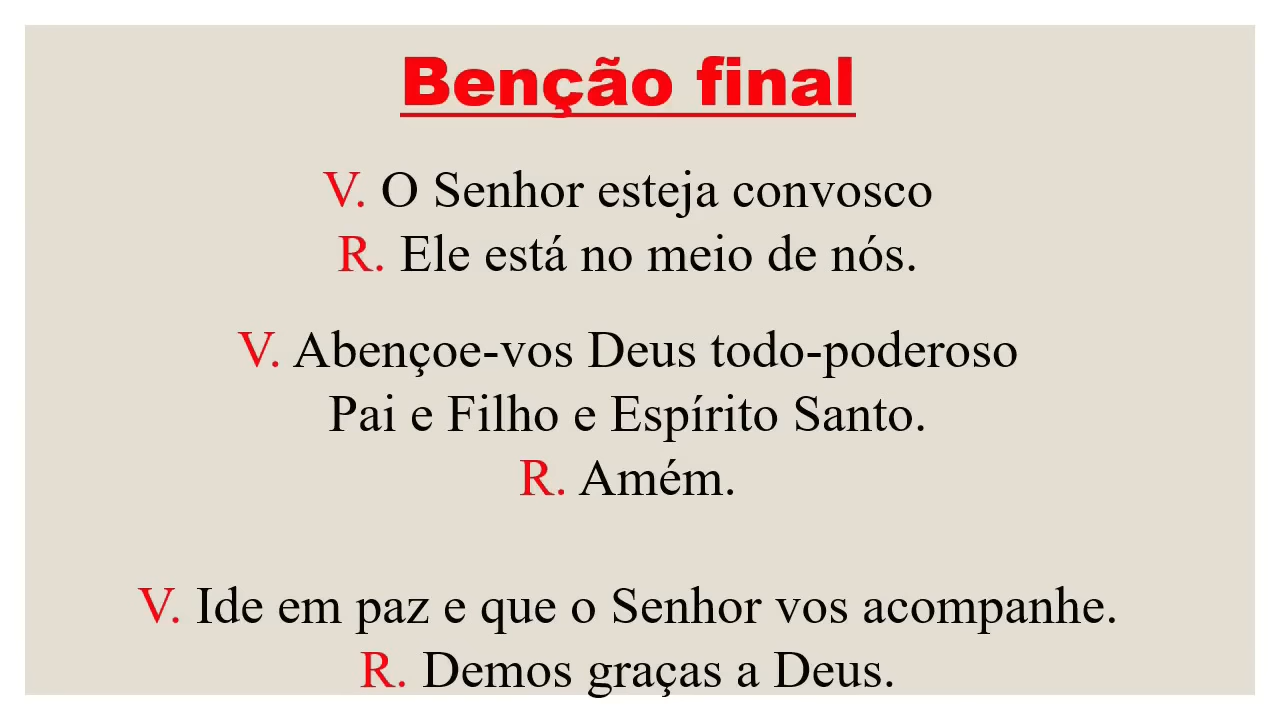 Benção final
V. O Senhor esteja convosco
R. Ele está no meio de nós.
V. Abençoe-vos Deus todo-poderoso
Pai e Filho e Espírito Santo.
R. Amém.
V. Ide em paz e que o Senhor vos acompanhe.
R. Demos graças a Deus.